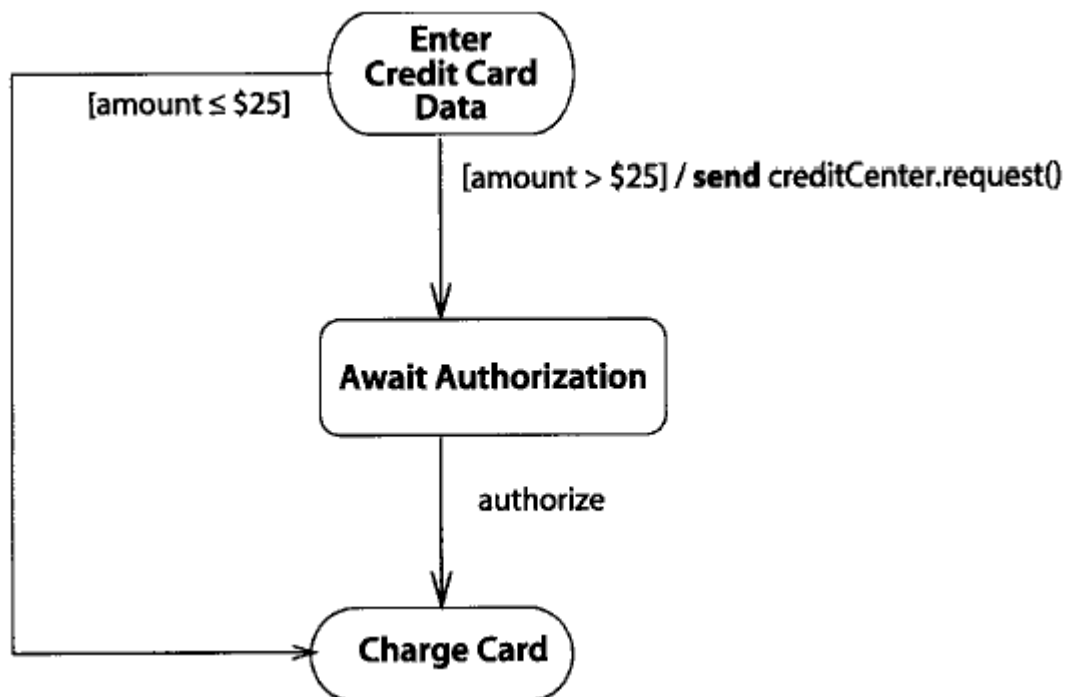 Enter
Credit Card
Data
[amount ≤ $25]
[amount > $25] / send creditCenter.request()
Await Authorization
authorize
Charge Card